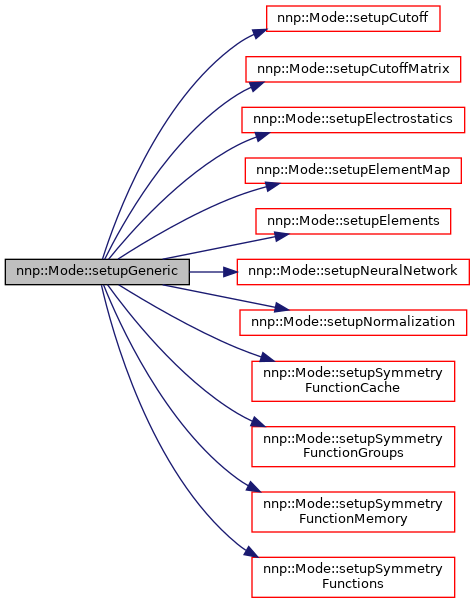 nnp::Mode::setupCutoff
nnp::Mode::setupCutoffMatrix
nnp::Mode::setupElectrostatics
nnp::Mode::setupElementMap
nnp::Mode::setupElements
nnp::Mode::setupGeneric
nnp::Mode::setupNeuralNetwork
nnp::Mode::setupNormalization
nnp::Mode::setupSymmetry
FunctionCache
nnp::Mode::setupSymmetry
FunctionGroups
nnp::Mode::setupSymmetry
FunctionMemory
nnp::Mode::setupSymmetry
Functions